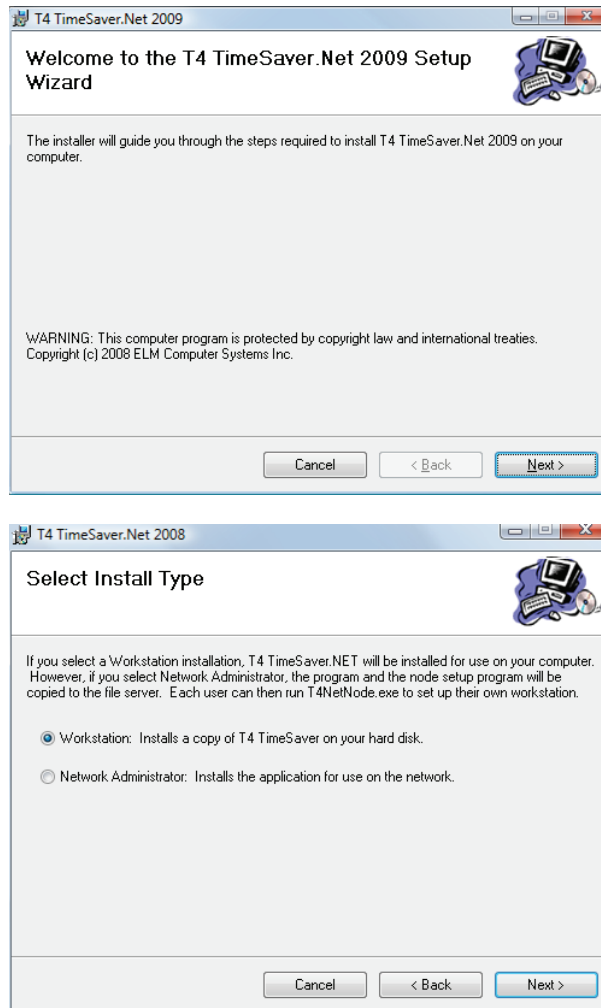 T4 TimeSaver.Net 2009
Welcome to the T4 TimeSaver.Net 2009 Setup
Wizard
The installer will guide you through the steps required to install T4 TimeSaver.Net 2009 on your
computer.
WARNING: This computer program is protected by copyright law and international treaties.
Copyright (c) 2008 ELM Computer Systems Inc.
Cancel
< Back
Next >
T4 TimeSaver.Net 2008
Select Install Type
If you select a Workstation installation, T4 TimeSaver.NET will be installed for use on your computer.
However, if you select Network Administrator, the program and the node setup program will be
copied to the file server. Each user can then run T4NetNode.exe to set up their own workstation.
Workstation: Installs a copy of T4 TimeSaver on your hard disk.
Network Administrator: Installs the application for use on the network.
Cancel
< Back
Next >